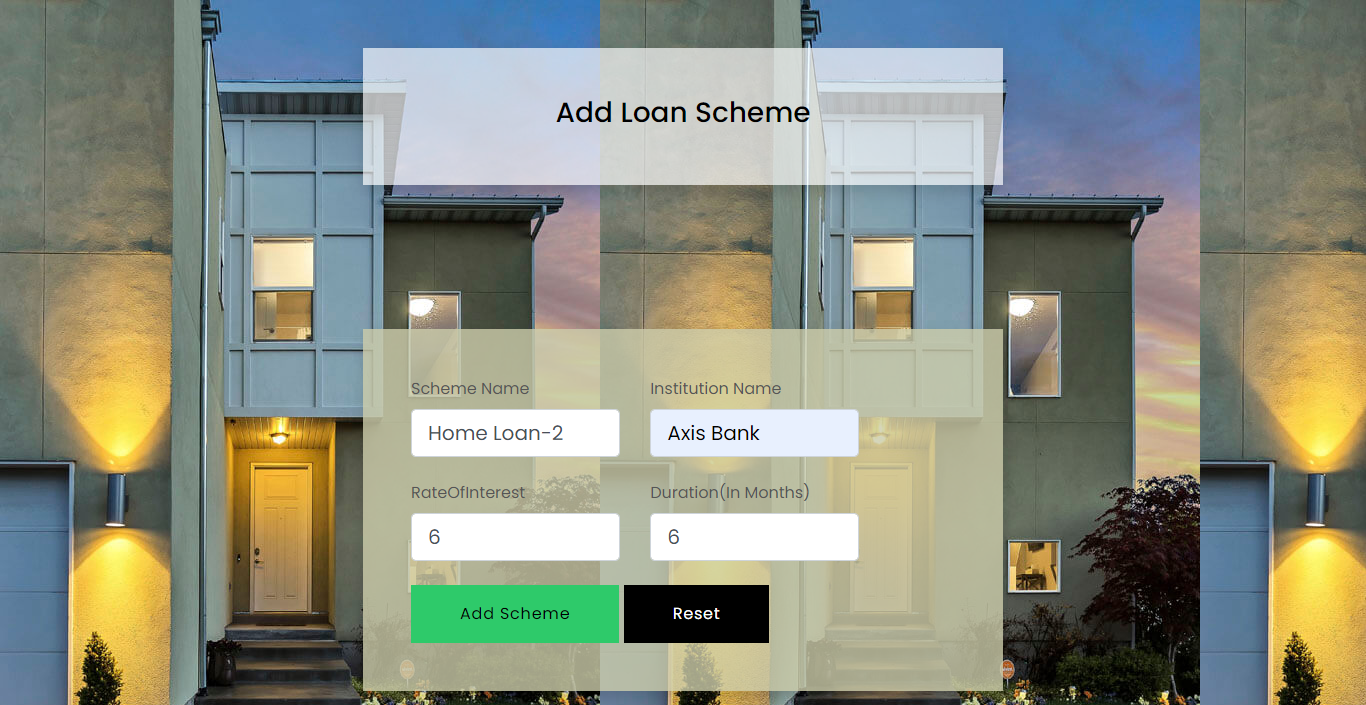 Add Loan Scheme
Scheme Name Institution Name
Home Loan-2 Axis Bank
RateOfInterest Duration(In Months)
6 6
Add Scheme Reset